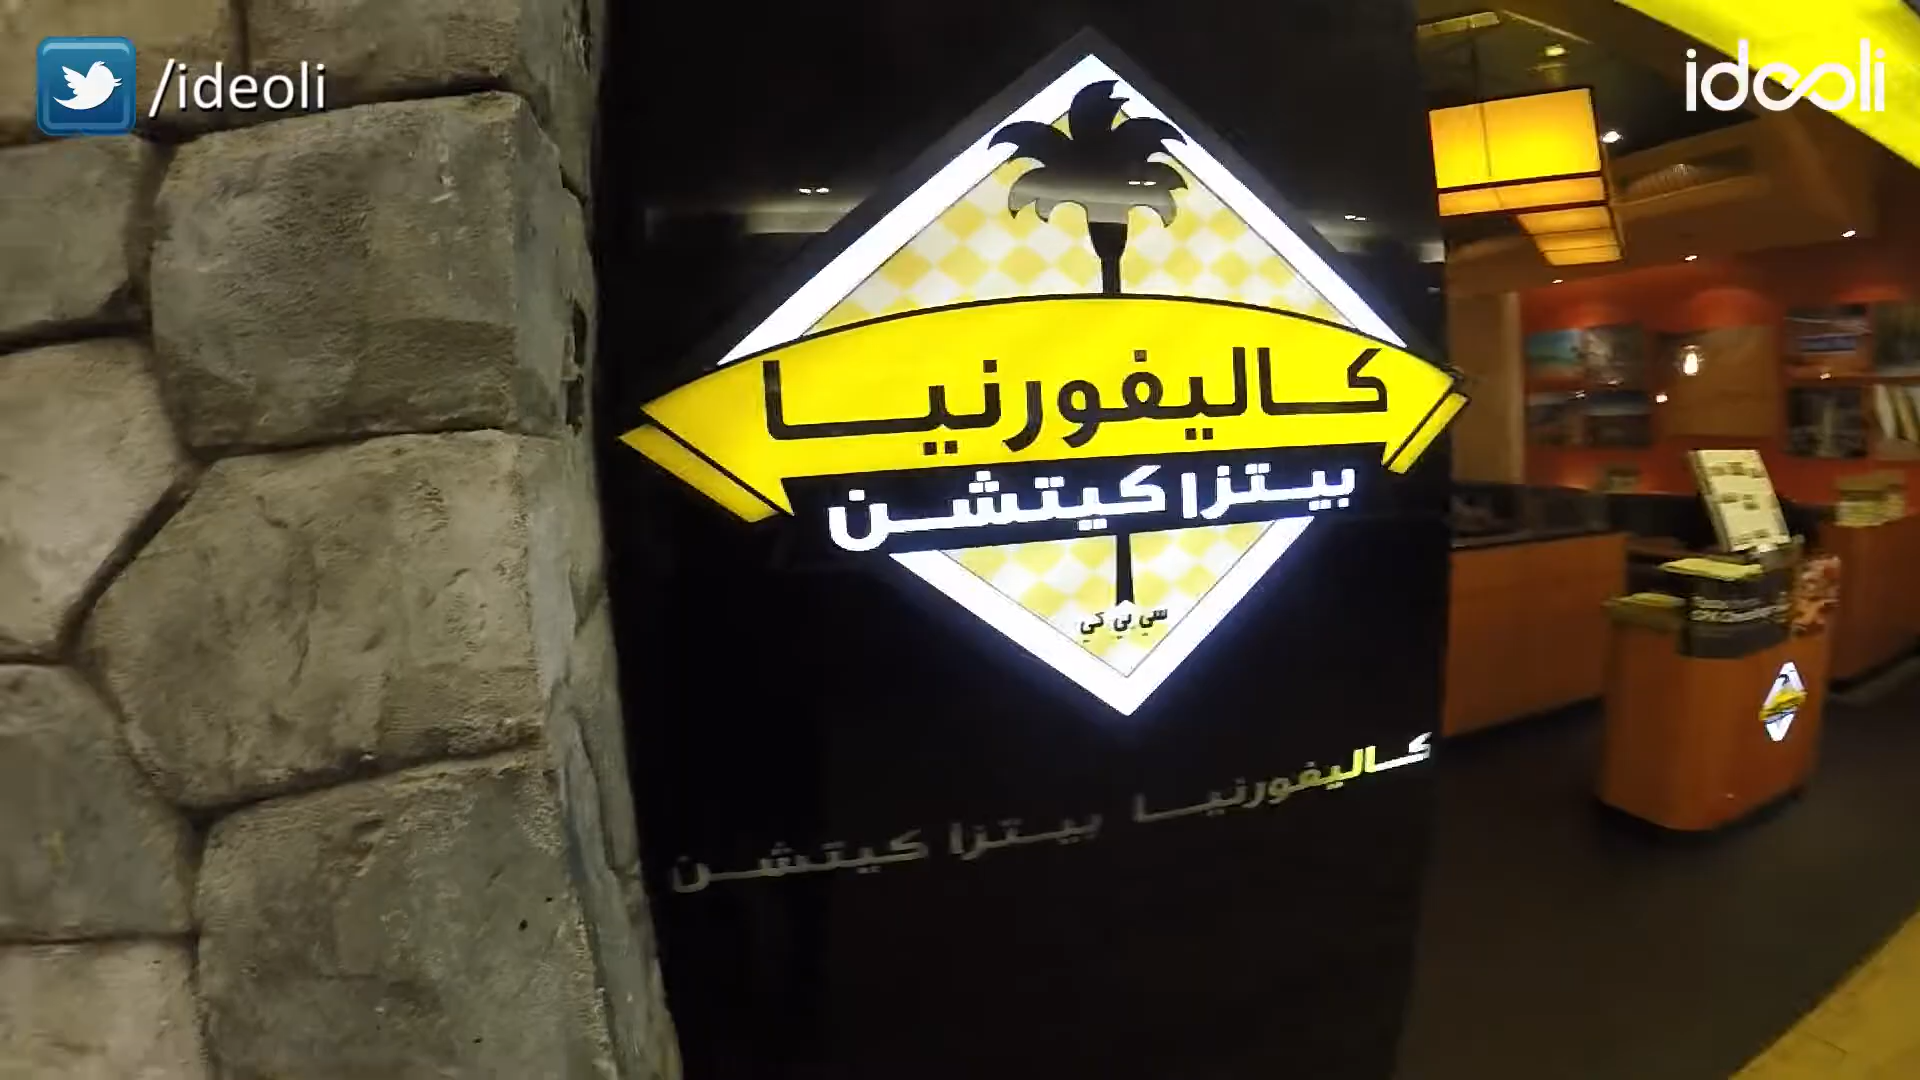 /ideoli
ideoli
كاليفورنيا
بيتزا كيتشن
سي بي كي
كاليفورنيا بيتزا كيتشن